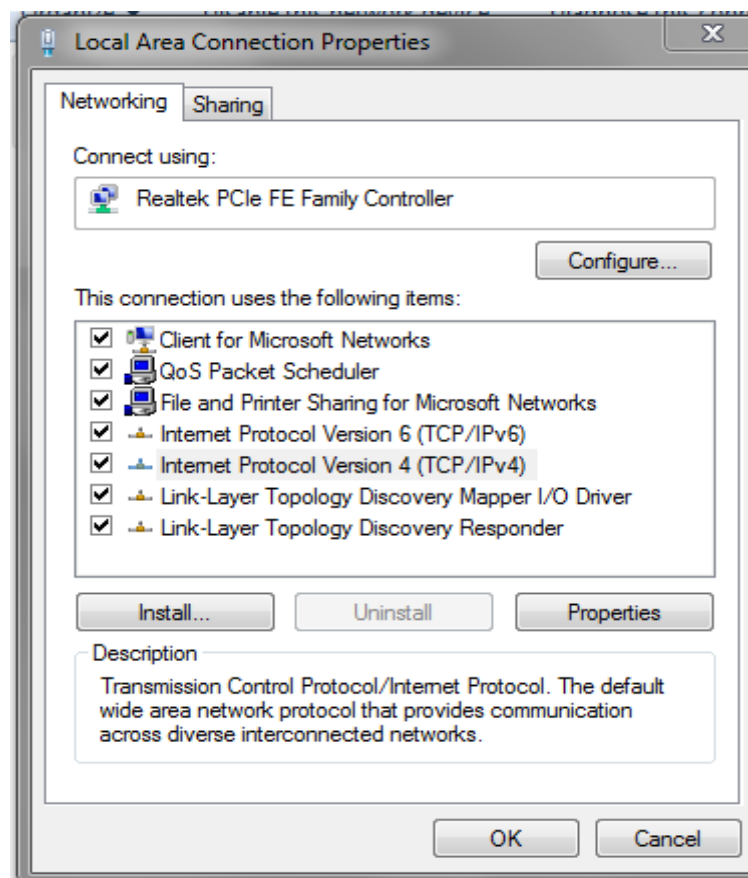 Local Area Connection Properties
Networking
Sharing
Connect using:
Realtek PCIe FE Family Controller
Configure...
This connection uses the following items:
Client for Microsoft Networks
QoS Packet Scheduler
File and Printer Sharing for Microsoft Networks
Internet Protocol Version 6 (TCP/IPv6)
Internet Protocol Version 4 (TCP/IPv4)
Link-Layer Topology Discovery Mapper I/O Driver
Link-Layer Topology Discovery Responder
Install...
Uninstall
Properties
Description
Transmission Control Protocol/Internet Protocol. The default
wide area network protocol that provides communication
across diverse interconnected networks.
OK
Cancel